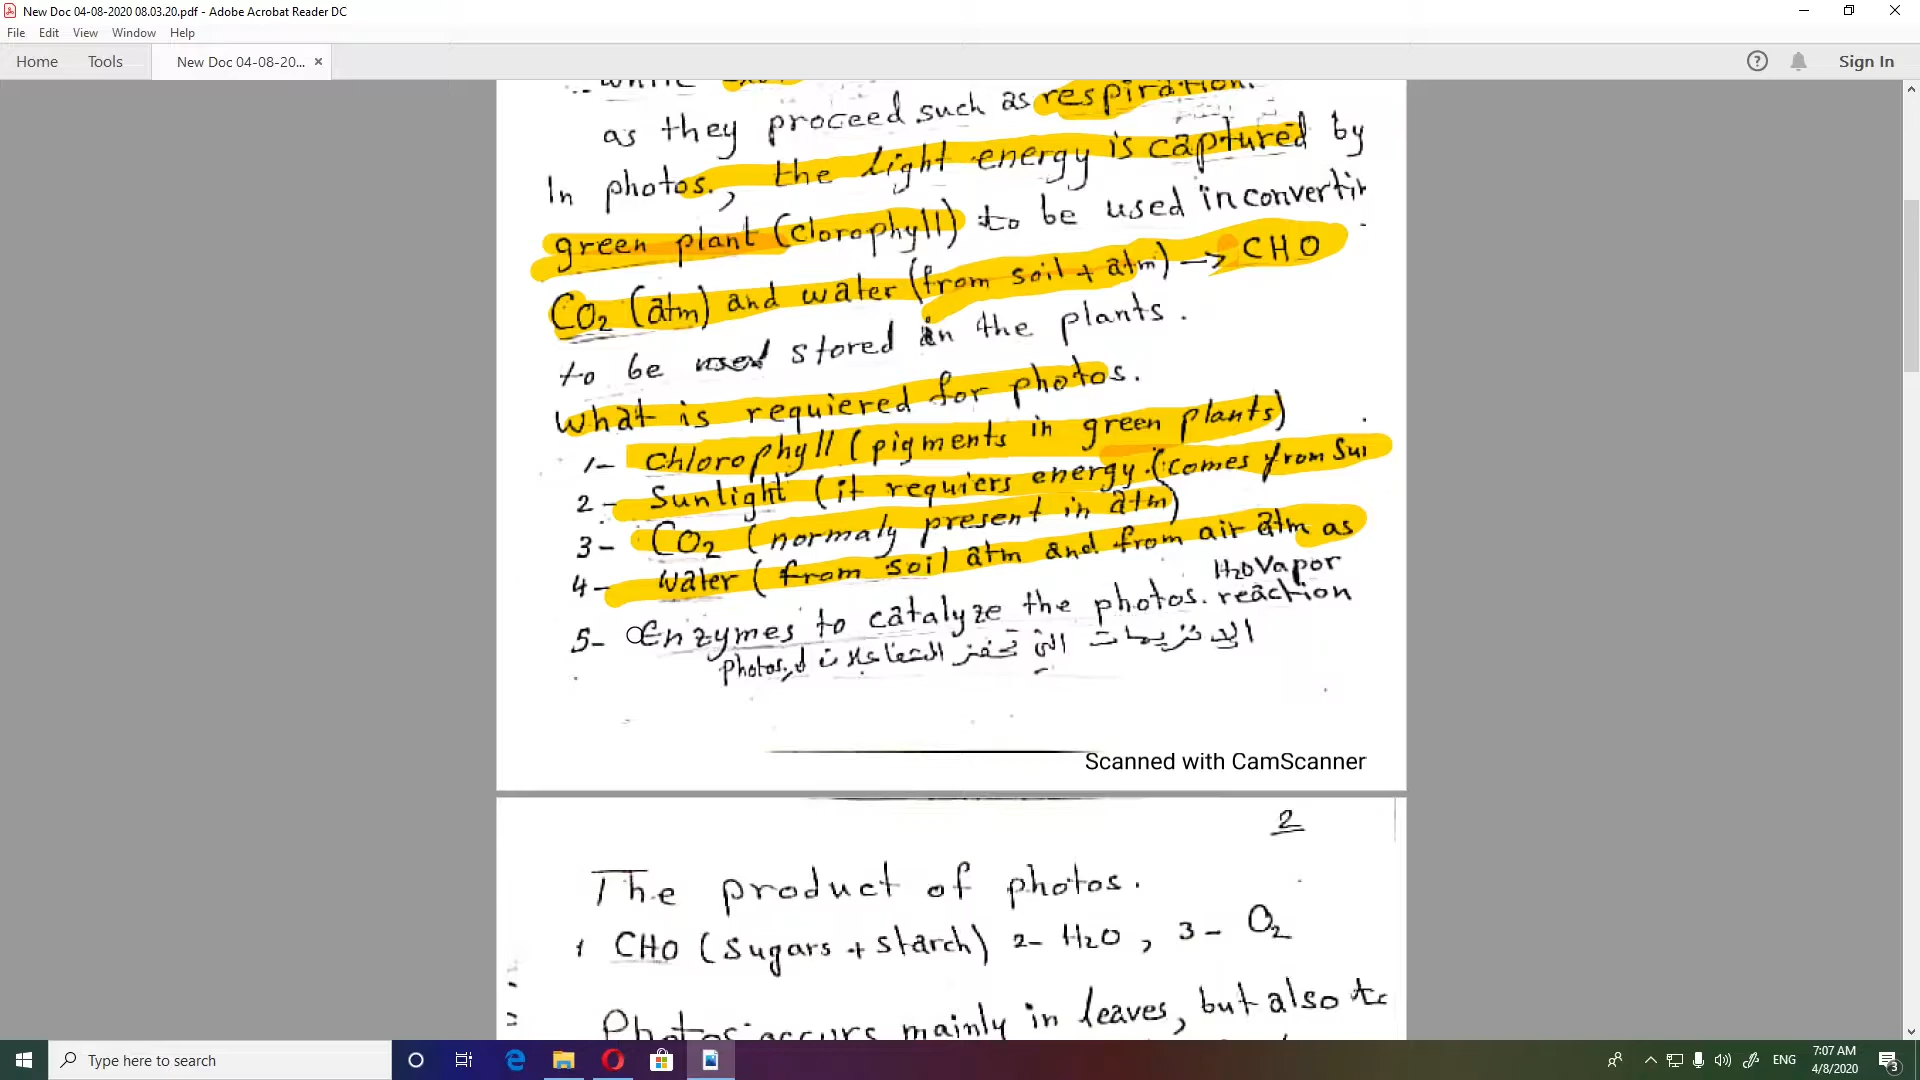 New Doc 04-08-2020 08.03.20.pdf - Adobe Acrobat Reader DC
File Edit View Window Help
Home Tools New Doc 04-08-20... × Sign In
as they proceed such as respiration.
In photos., the light energy is captured by
green plant (clorophyll) to be used in convertin
CO2 (atm) and water (from soil + atm) → CHO
to be stored in the plants.
What is requiered for photos.
1- Chlorophyll (pigments in green plants)
2- Sunlight (it requiers energy (comes from Sun
3- CO2 (normaly present in atm)
4- Water (from soil atm and from air atm as
H2O Vapor
5- Enzymes to catalyze the photos. reaction
الانزيمات التي تحفز التفاعلات photos.
Scanned with CamScanner
2
The product of photos.
1 CHO (Sugars + starch) 2- H2O, 3- O2
Photos. occurs mainly in leaves, but also to
Type here to search
ENG
7:07 AM
4/8/2020
3